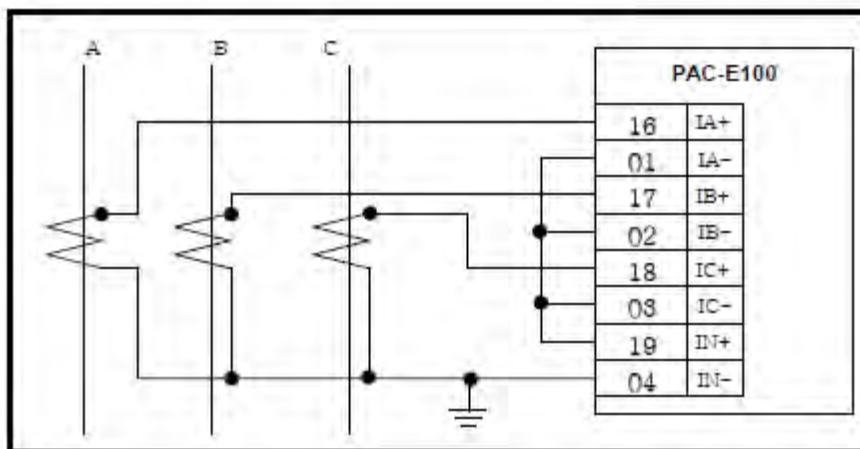 A B C
PAC-E100
16 IA+
01 IA-
17 IB+
02 IB-
18 IC+
03 IC-
19 IN+
04 IN-